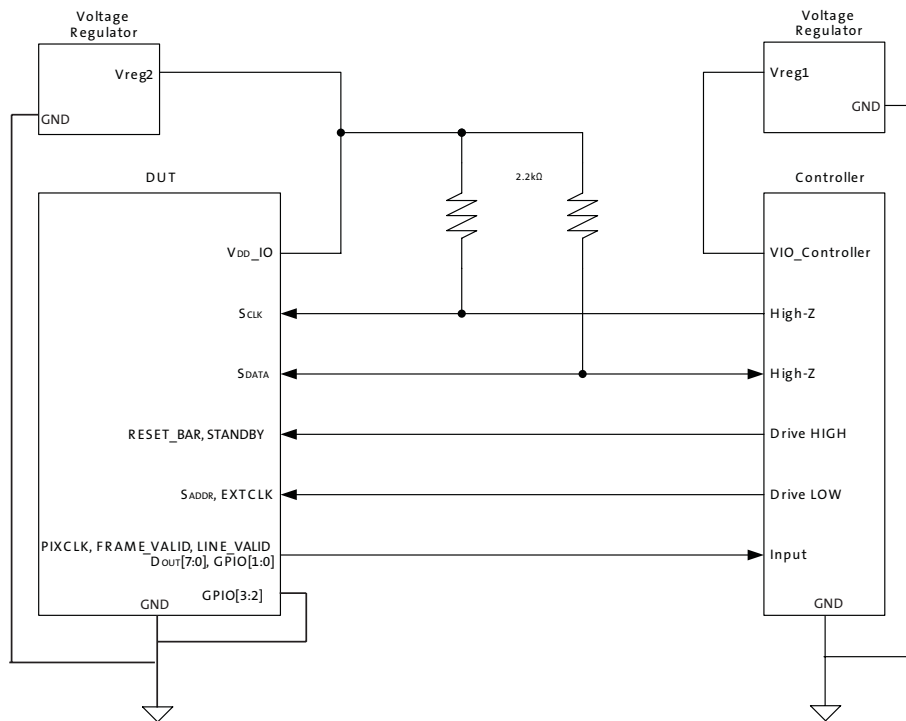 Voltage
Regulator
Vreg2
GND
Voltage
Regulator
Vreg1
GND
DUT
2.2kΩ
Controller
VDD_IO
VIO_Controller
SCLK
High-Z
SDATA
High-Z
RESET_BAR, STANDBY
Drive HIGH
SADDR, EXTCLK
Drive LOW
PIXCLK, FRAME_VALID, LINE_VALID
DOUT[7:0], GPIO[1:0]
Input
GPIO[3:2]
GND
GND